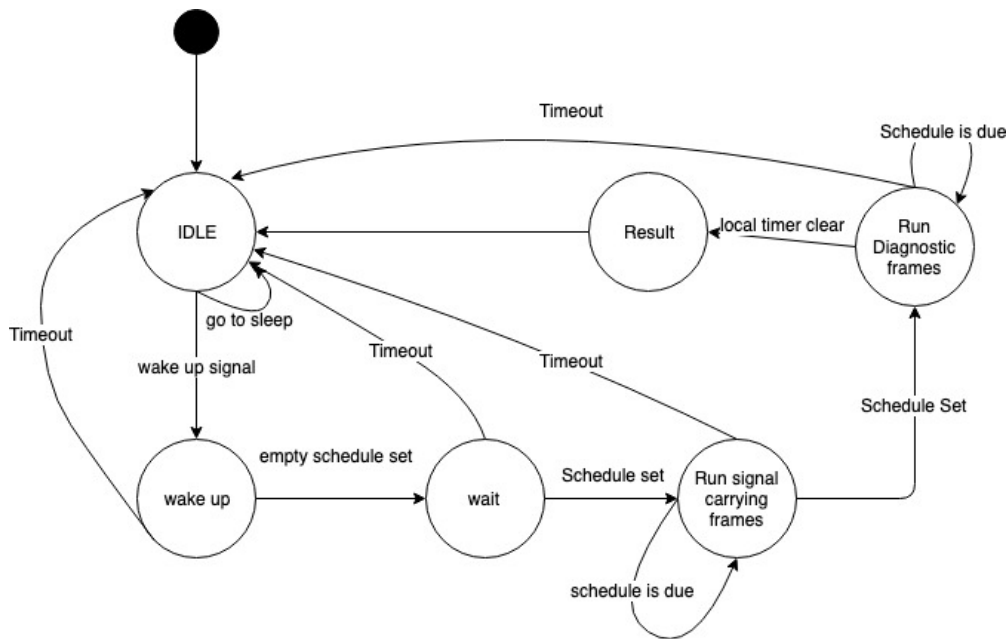 Timeout
Schedule is due
IDLE
Result
local timer clear
Run
Diagnostic
frames
go to sleep
Timeout
Timeout
Timeout
wake up signal
Schedule Set
empty schedule set
Schedule set
wake up
wait
Run signal
carrying
frames
schedule is due